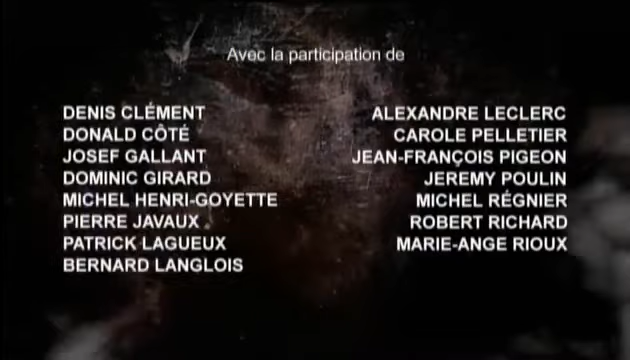 Avec la participation de
DENIS CLÉMENT
DONALD CÔTÉ
JOSEF GALLANT
DOMINIC GIRARD
MICHEL HENRI-GOYETTE
PIERRE JAVAUX
PATRICK LAGUEUX
BERNARD LANGLOIS
ALEXANDRE LECLERC
CAROLE PELLETIER
JEAN-FRANÇOIS PIGEON
JEREMY POULIN
MICHEL RÉGNIER
ROBERT RICHARD
MARIE-ANGE RIOUX